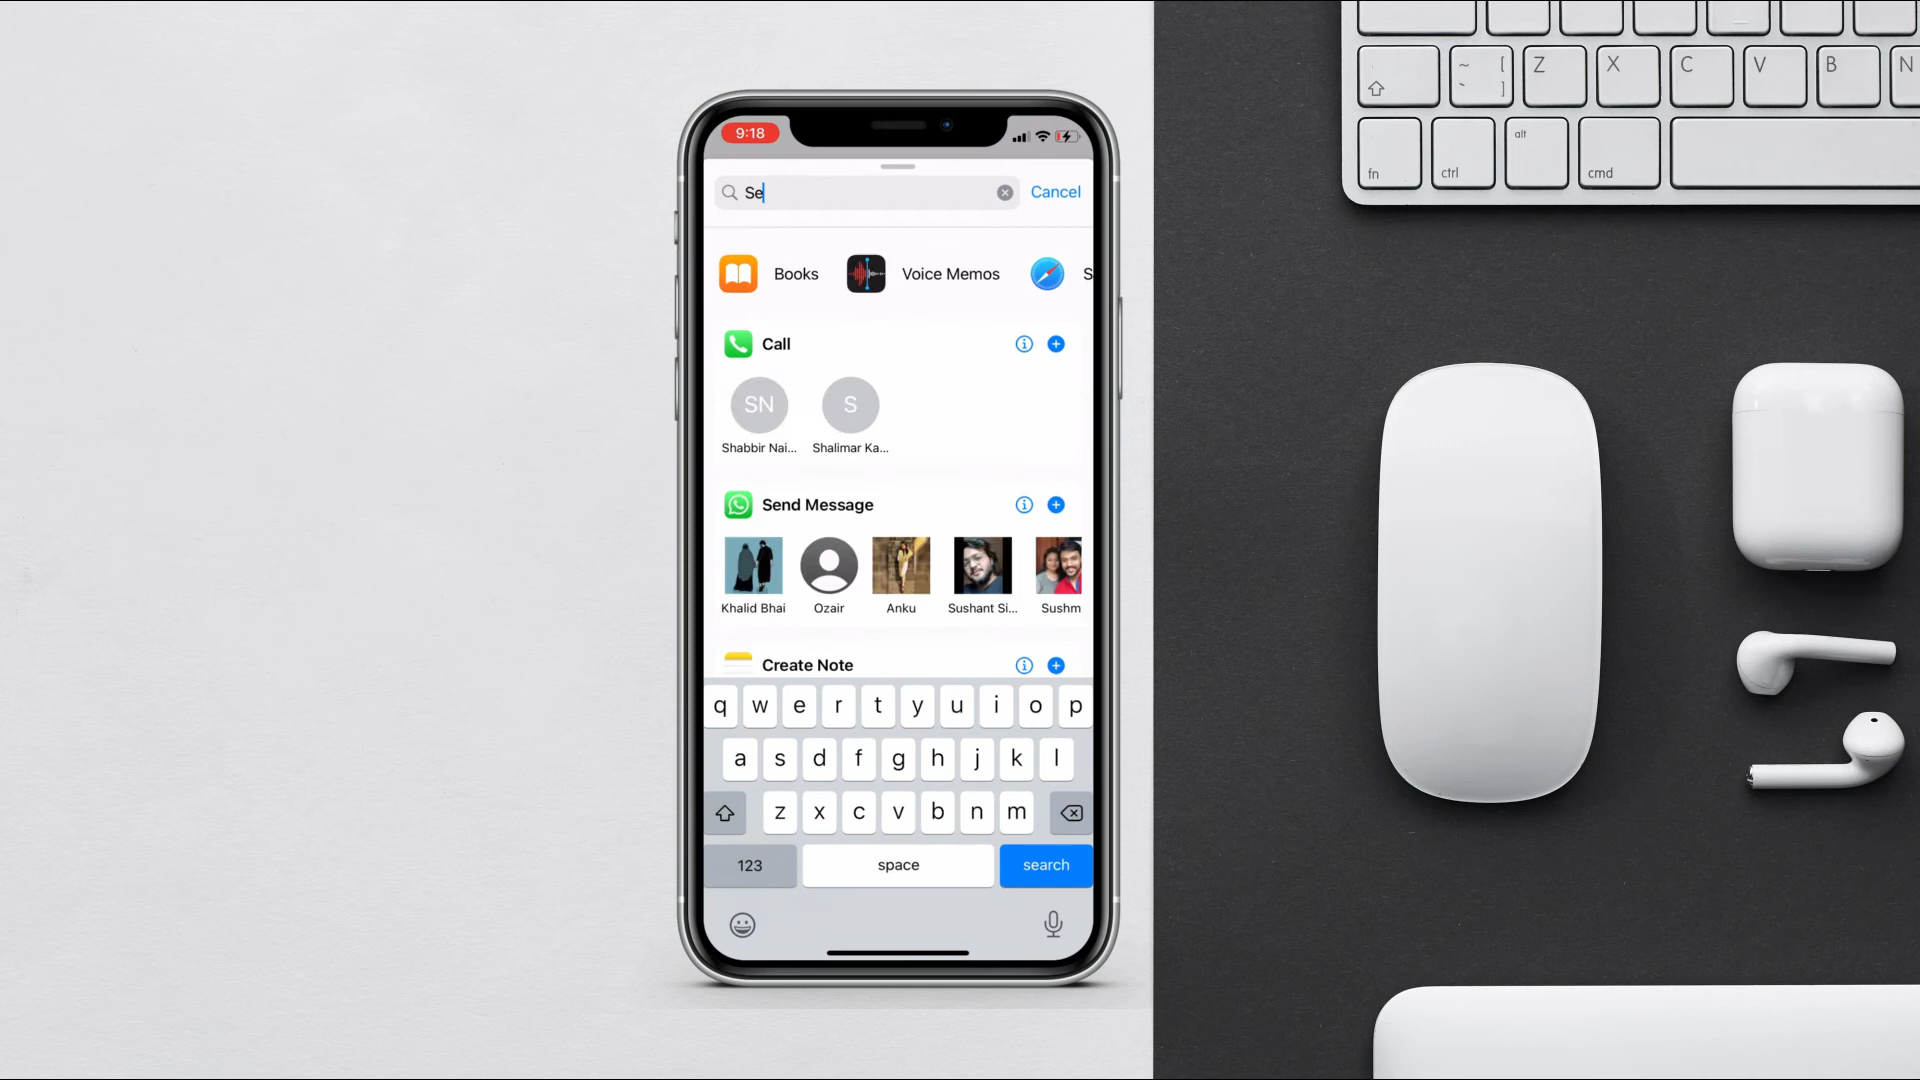 9:18
Se
Cancel
Books
Voice Memos
S
Call
SN
S
Shabbir Nai...
Shalimar Ka...
Send Message
Khalid Bhai
Ozair
Anku
Sushant Si...
Sushm
Create Note
q w e r t y u i o p
a s d f g h j k l
z x c v b n m
123
space
search
~ [
` ]
Z
X
C
V
B
N
fn
ctrl
alt
cmd